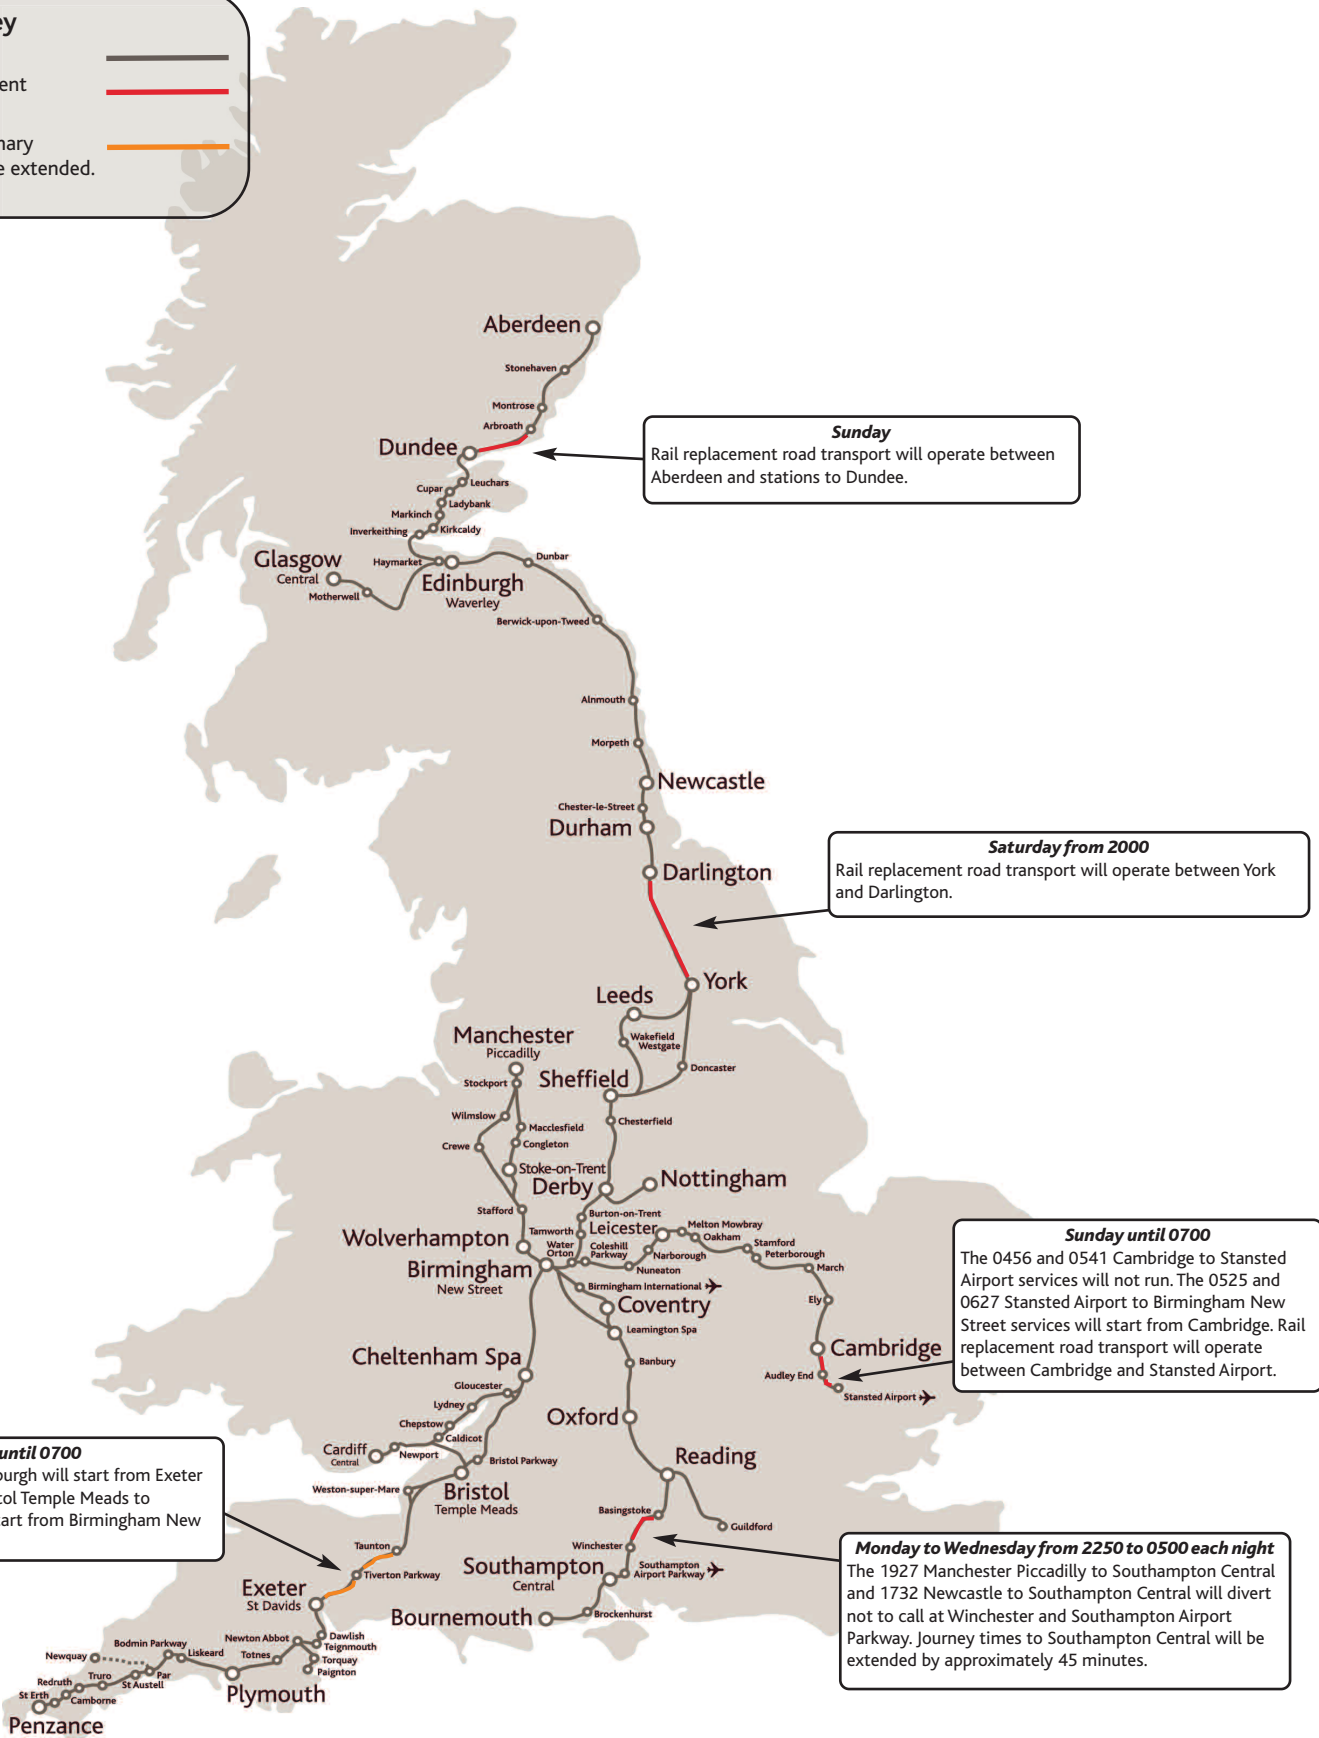 ey
ent
nary
e extended.
Aberdeen
Stonehaven
Montrose
Arbroath
Dundee
Sunday
Rail replacement road transport will operate between
Aberdeen and stations to Dundee.
Leuchars
Cupar
Ladybank
Markinch
Kirkcaldy
Inverkeithing
Haymarket
Glasgow
Central
Motherwell
Edinburgh
Waverley
Dunbar
Berwick-upon-Tweed
Alnmouth
Morpeth
Newcastle
Chester-le-Street
Durham
Darlington
Saturday from 2000
Rail replacement road transport will operate between York
and Darlington.
York
Leeds
Wakefield
Westgate
Doncaster
Manchester
Piccadilly
Stockport
Sheffield
Wilmslow
Macclesfield
Chesterfield
Crewe
Congleton
Stoke-on-Trent
Derby
Nottingham
Stafford
Burton-on-Trent
Tamworth
Leicester
Melton Mowbray
Oakham
Stamford
Peterborough
March
Wolverhampton
Water
Orton
Coleshill
Parkway
Narborough
Nuneaton
Birmingham
New Street
Birmingham International
Ely
Coventry
Leamington Spa
Cambridge
Sunday until 0700
The 0456 and 0541 Cambridge to Stansted
Airport services will not run. The 0525 and
0627 Stansted Airport to Birmingham New
Street services will start from Cambridge. Rail
replacement road transport will operate
between Cambridge and Stansted Airport.
Audley End
Stansted Airport
Cheltenham Spa
Banbury
Gloucester
Lydney
Chepstow
Caldicot
Oxford
Cardiff
Central
Newport
Bristol Parkway
Reading
Weston-super-Mare
Bristol
Temple Meads
until 0700
burgh will start from Exeter
tol Temple Meads to
tart from Birmingham New
Basingstoke
Guildford
Taunton
Winchester
Tiverton Parkway
Southampton
Central
Southampton
Airport Parkway
Monday to Wednesday from 2250 to 0500 each night
The 1927 Manchester Piccadilly to Southampton Central
and 1732 Newcastle to Southampton Central will divert
not to call at Winchester and Southampton Airport
Parkway. Journey times to Southampton Central will be
extended by approximately 45 minutes.
Exeter
St Davids
Bournemouth
Brockenhurst
Dawlish
Teignmouth
Newton Abbot
Torquay
Paignton
Totnes
Bodmin Parkway
Liskeard
Newquay
Par
St Austell
Truro
Redruth
Camborne
St Erth
Plymouth
Penzance